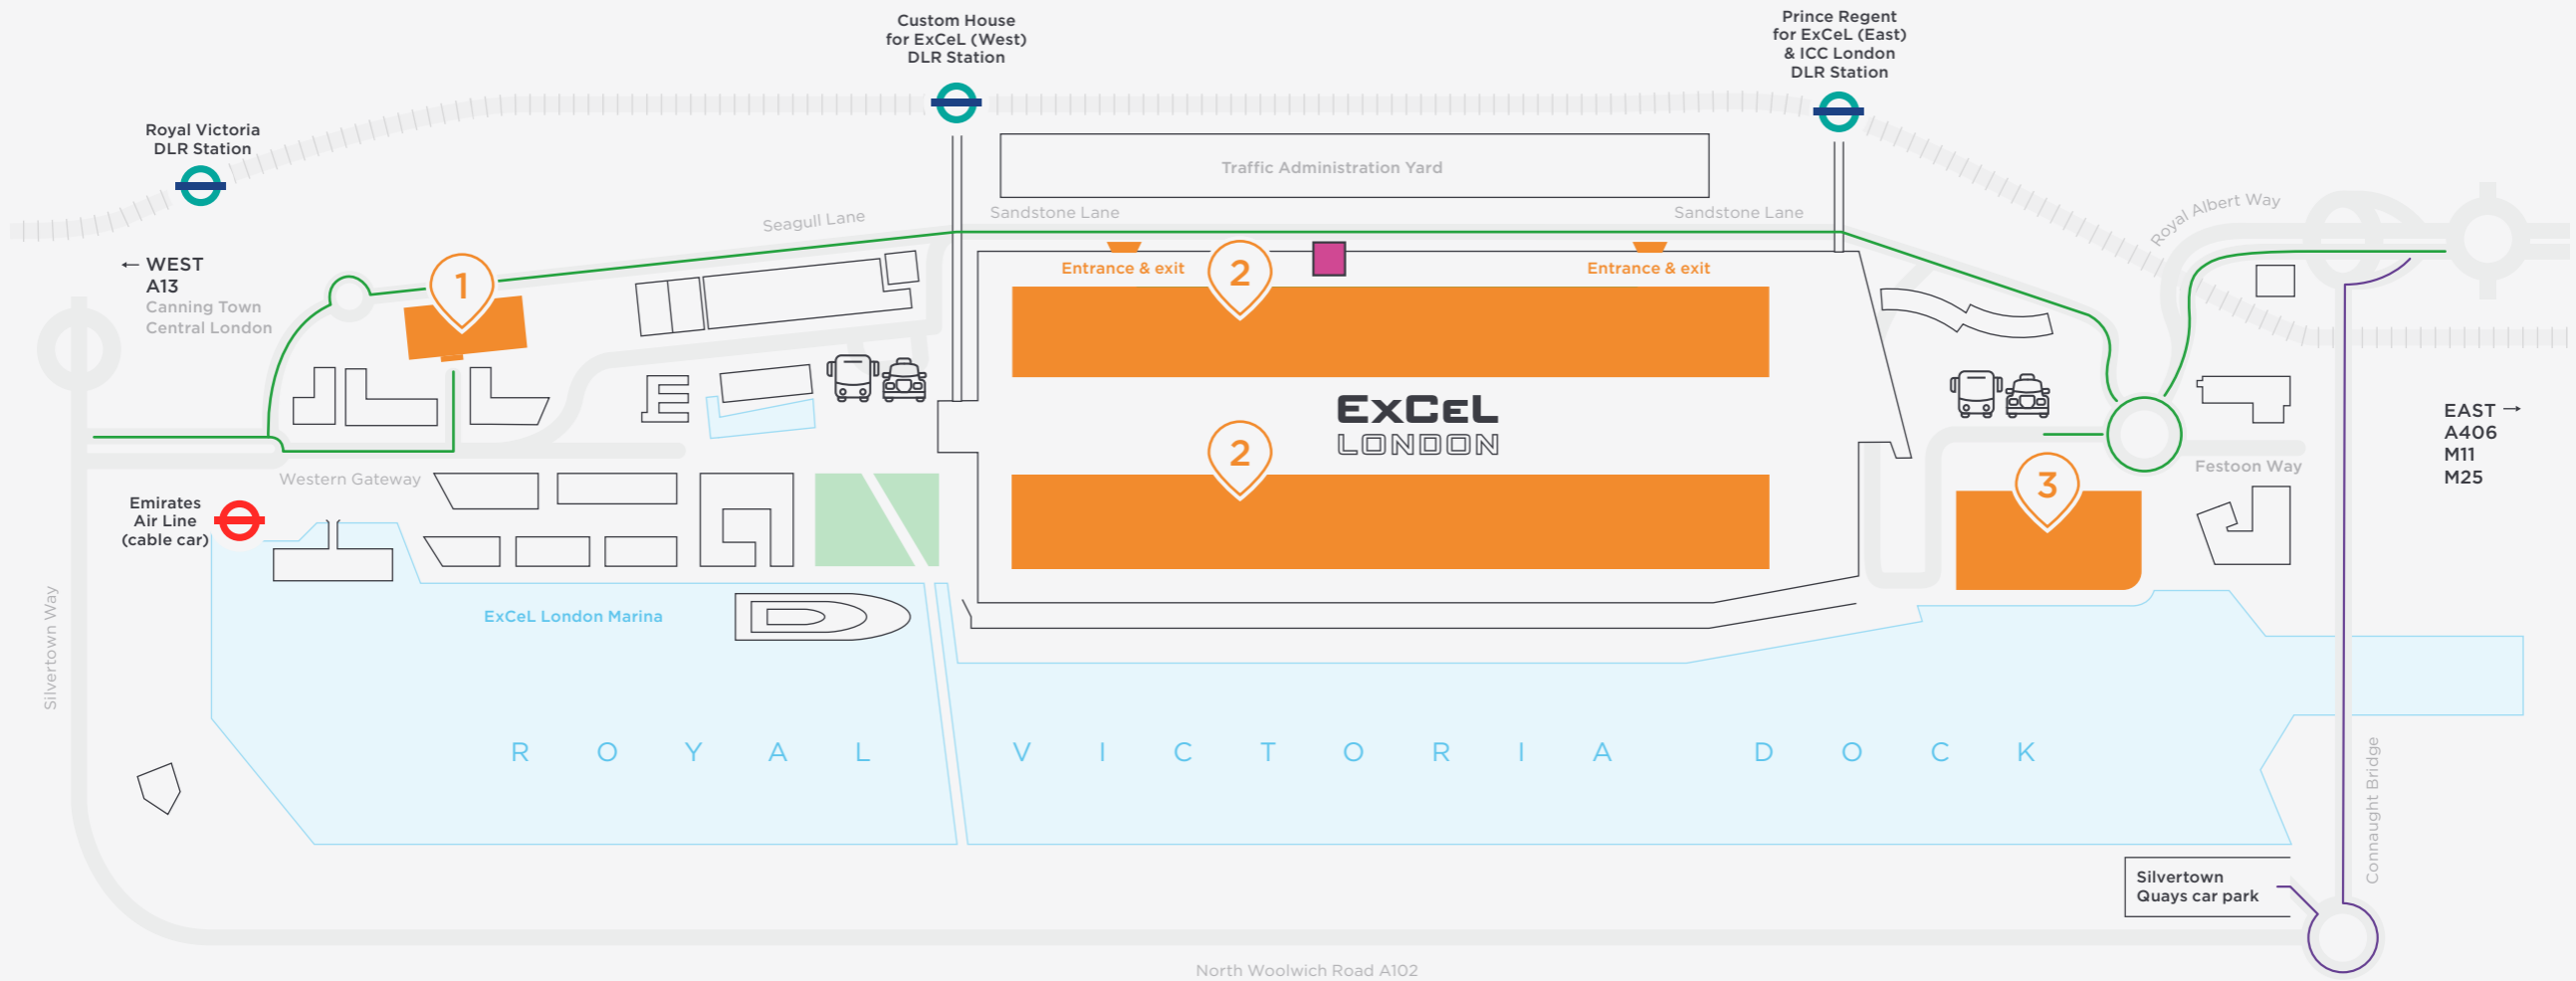 Custom House
for ExCeL (West)
DLR Station
Prince Regent
for ExCeL (East)
& ICC London
DLR Station
Royal Victoria
DLR Station
Traffic Administration Yard
Seagull Lane
Sandstone Lane
Sandstone Lane
Royal Albert Way
← WEST
A13
Canning Town
Central London
1
Entrance & exit
2
Entrance & exit
ExCeL
LONDON
2
EAST →
A406
M11
M25
Western Gateway
3
Festoon Way
Emirates
Air Line
(cable car)
Silvertown Way
ExCeL London Marina
ROYAL VICTORIA DOCK
Connaught Bridge
Silvertown
Quays car park
North Woolwich Road A102